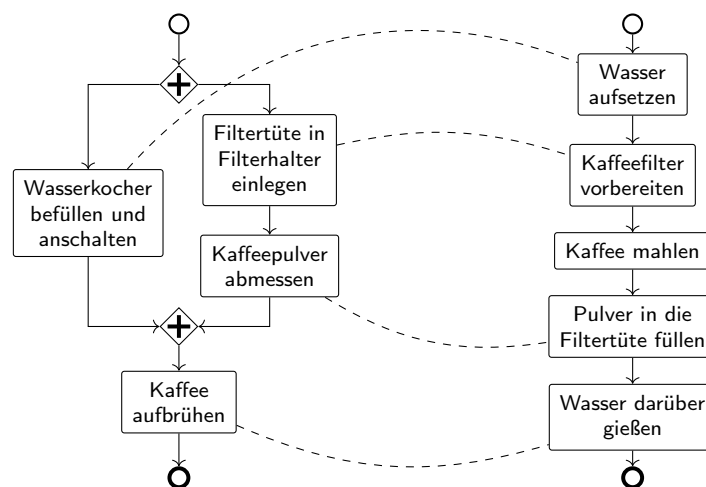 Filtertüte in
Filterhalter
einlegen
Wasserkocher
befüllen und
anschalten
Kaffeepulver
abmessen
Kaffee
aufbrühen
Wasser
aufsetzen
Kaffeefilter
vorbereiten
Kaffee mahlen
Pulver in die
Filtertüte füllen
Wasser darüber
gießen